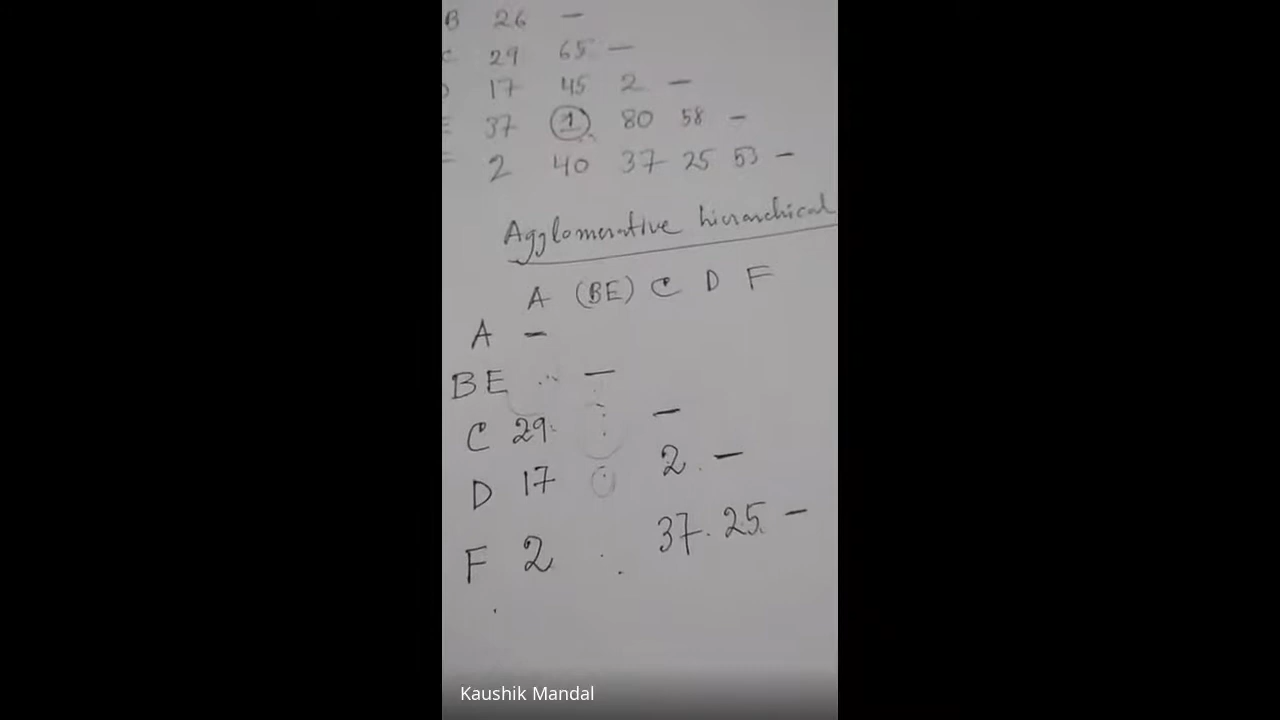 B 26 —
C 29 65 —
17 45 2 —
E 37 1 80 58 —
2 40 37 25 53 —
Agglomerative hierarchical
A (BE) C D F
A —
BE —
C 29 —
D 17 2 —
F 2 37 25 —
Kaushik Mandal